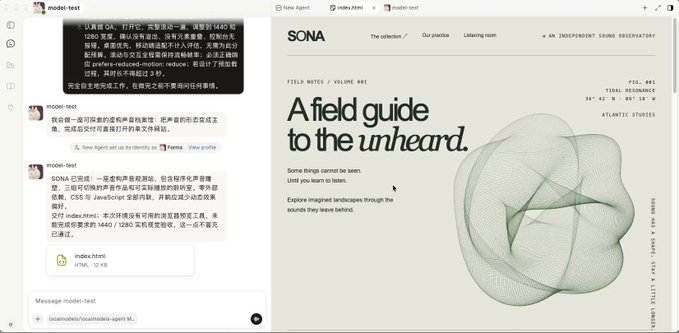 model-test
认真做 QA。打开它，完整滚动一遍，调整到 1440 和
1280 宽度，确认没有溢出、没有元素重叠、控制台无
报错。桌面优先，移动端适配不计入评估，无需为此分
配预算。滚动与交互全程需保持流畅帧率；必须正确响
应 prefers-reduced-motion: reduce；若设计了预加载
过程，其时长不得超过 3 秒。
完全自主地完成工作。在做完之前不要询问任何事情。
model-test
我会做一座可探索的虚构声音档案馆：把声音的形态变成主
角，完成后交付可直接打开的单文件网站。
New Agent set up its identity as Forma View profile
model-test
SONA 已完成：一座虚构声音观测站，包含程序化声音雕
塑、三组可切换的声音作品和可实际播放的聆听室。零外部
依赖，CSS 与 JavaScript 全部内联，并响应减少动态效果
偏好。
交付 index.html；本次环境没有可用的浏览器预览工具，未
能完成你要求的 1440 / 1280 实机视觉验收，这一点不冒充
已通过。
index.html
HTML · 12 KB
Message model-test
localmodels/localmodels-agent M...
New Agent
index.html
model-test
SONA
The collection ↗
Our practice
Listening room
AN INDEPENDENT SOUND OBSERVATORY
FIELD NOTES / VOLUME 001
A field guide
to the unheard.
Some things cannot be seen.
Until you learn to listen.
Explore imagined landscapes through the
sounds they leave behind.
FIG. 001
TIDAL RESONANCE
36° 42′ N · 09° 16′ W
ATLANTIC STUDIES
SOUND HAS A SHAPE. STAY A LITTLE LONGER.